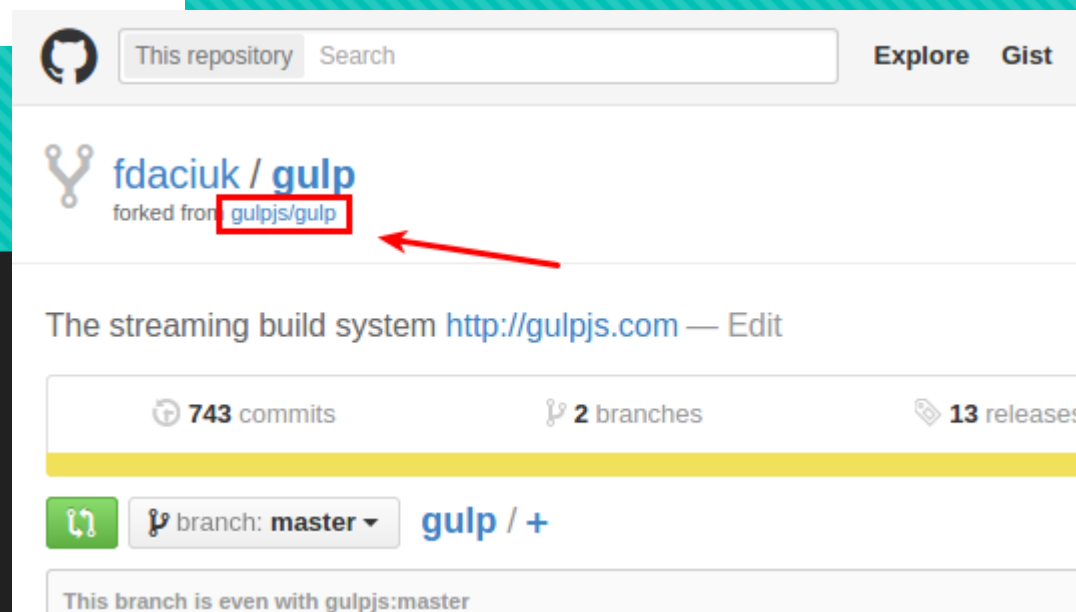 This repository Search Explore Gist
fdaciuk / gulp
forked from gulpjs/gulp
The streaming build system http://gulpjs.com — Edit
743 commits 2 branches 13 releases
branch: master gulp / +
This branch is even with gulpjs:master